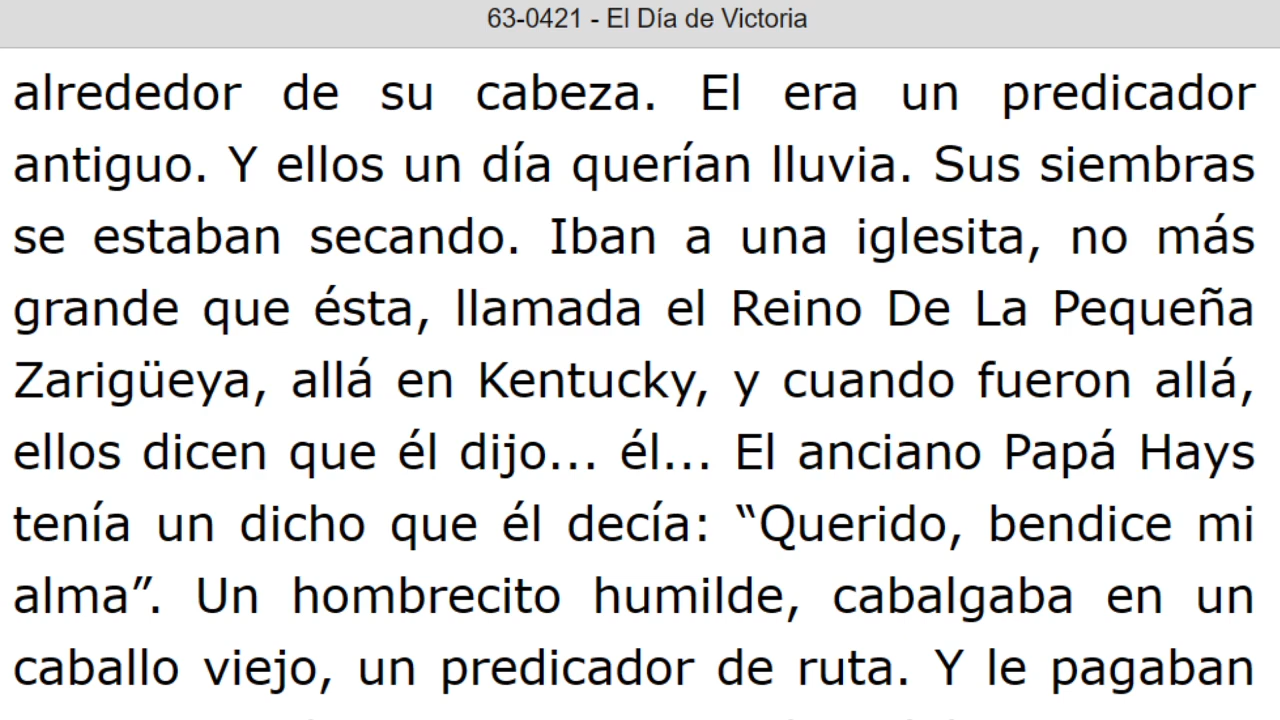 63-0421 - El Día de Victoria
alrededor de su cabeza. El era un predicador
antiguo. Y ellos un día querían lluvia. Sus siembras
se estaban secando. Iban a una iglesita, no más
grande que ésta, llamada el Reino De La Pequeña
Zarigüeya, allá en Kentucky, y cuando fueron allá,
ellos dicen que él dijo... él... El anciano Papá Hays
tenía un dicho que él decía: “Querido, bendice mi
alma”. Un hombrecito humilde, cabalgaba en un
caballo viejo, un predicador de ruta. Y le pagaban